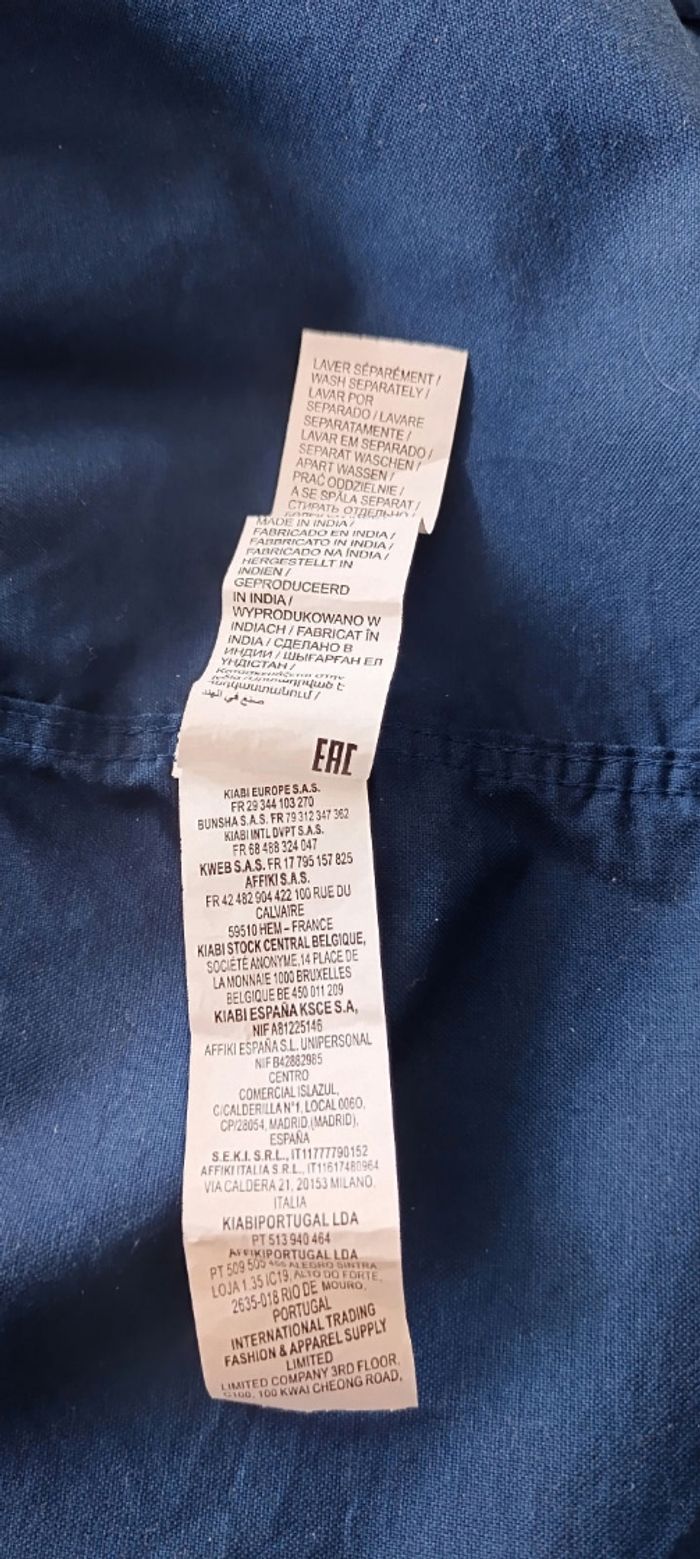 LAVER SÉPARÉMENT /
WASH SEPARATELY /
LAVAR POR
SEPARADO / LAVARE
SEPARATAMENTE /
LAVAR EM SEPARADO /
SEPARAT WASCHEN /
APART WASSEN /
PRAĆ ODDZIELNIE /
A SE SPĂLA SEPARAT /
СТИРАТЬ ОТДЕЛЬНО /
MADE IN INDIA /
FABRICADO EN INDIA /
FABBRICATO IN INDIA /
FABRICADO NA ÍNDIA /
HERGESTELLT IN
INDIEN /
GEPRODUCEERD
IN INDIA /
WYPRODUKOWANO W
INDIACH / FABRICAT ÎN
INDIA / СДЕЛАНО В
ИНДИИ / ШЫҒАРҒАН ЕЛ
ҮНДІСТАН /
Հնդկաստանում /
صنع في الهند
EAC
KIABI EUROPE S.A.S.
FR 29 344 103 270
BUNSHA S.A.S. FR 79 312 347 362
KIABI INTL DVPT S.A.S.
FR 68 488 324 047
KWEB S.A.S. FR 17 795 157 825
AFFIKI S.A.S.
FR 42 482 904 422 100 RUE DU
CALVAIRE
59510 HEM – FRANCE
KIABI STOCK CENTRAL BELGIQUE,
SOCIÉTÉ ANONYME, 14 PLACE DE
LA MONNAIE 1000 BRUXELLES
BELGIQUE BE 450 011 209
KIABI ESPAÑA KSCE S.A,
NIF A81225146
AFFIKI ESPAÑA S.L. UNIPERSONAL
NIF B42882985
CENTRO
COMERCIAL ISLAZUL,
C/CALDERILLA N°1, LOCAL 0060,
CP/28054, MADRID, (MADRID),
ESPAÑA
S.E.K.I. S.R.L., IT11777790152
AFFIKI ITALIA S.R.L., IT11617480964
VIA CALDERA 21, 20153 MILANO,
ITALIA
KIABIPORTUGAL LDA
PT 513 940 464
AFFIKIPORTUGAL LDA
PT 509 505 466 ALEGRO SINTRA
LOJA 1.35 IC19, ALTO DO FORTE,
2635-018 RIO DE MOURO,
PORTUGAL
INTERNATIONAL TRADING
FASHION & APPAREL SUPPLY
LIMITED
LIMITED COMPANY 3RD FLOOR,
100 KWAI CHEONG ROAD,